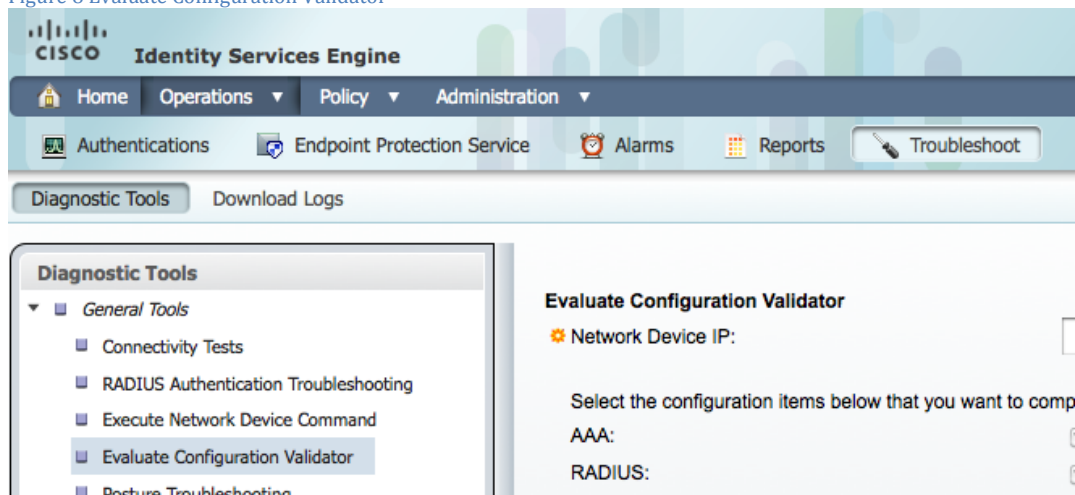 Figure 8 Evaluate Configuration Validator
CISCO Identity Services Engine
Home Operations Policy Administration
Authentications Endpoint Protection Service Alarms Reports Troubleshoot
Diagnostic Tools Download Logs
Diagnostic Tools
General Tools
Connectivity Tests
RADIUS Authentication Troubleshooting
Execute Network Device Command
Evaluate Configuration Validator
Posture Troubleshooting
Evaluate Configuration Validator
Network Device IP:
Select the configuration items below that you want to comp
AAA:
RADIUS: